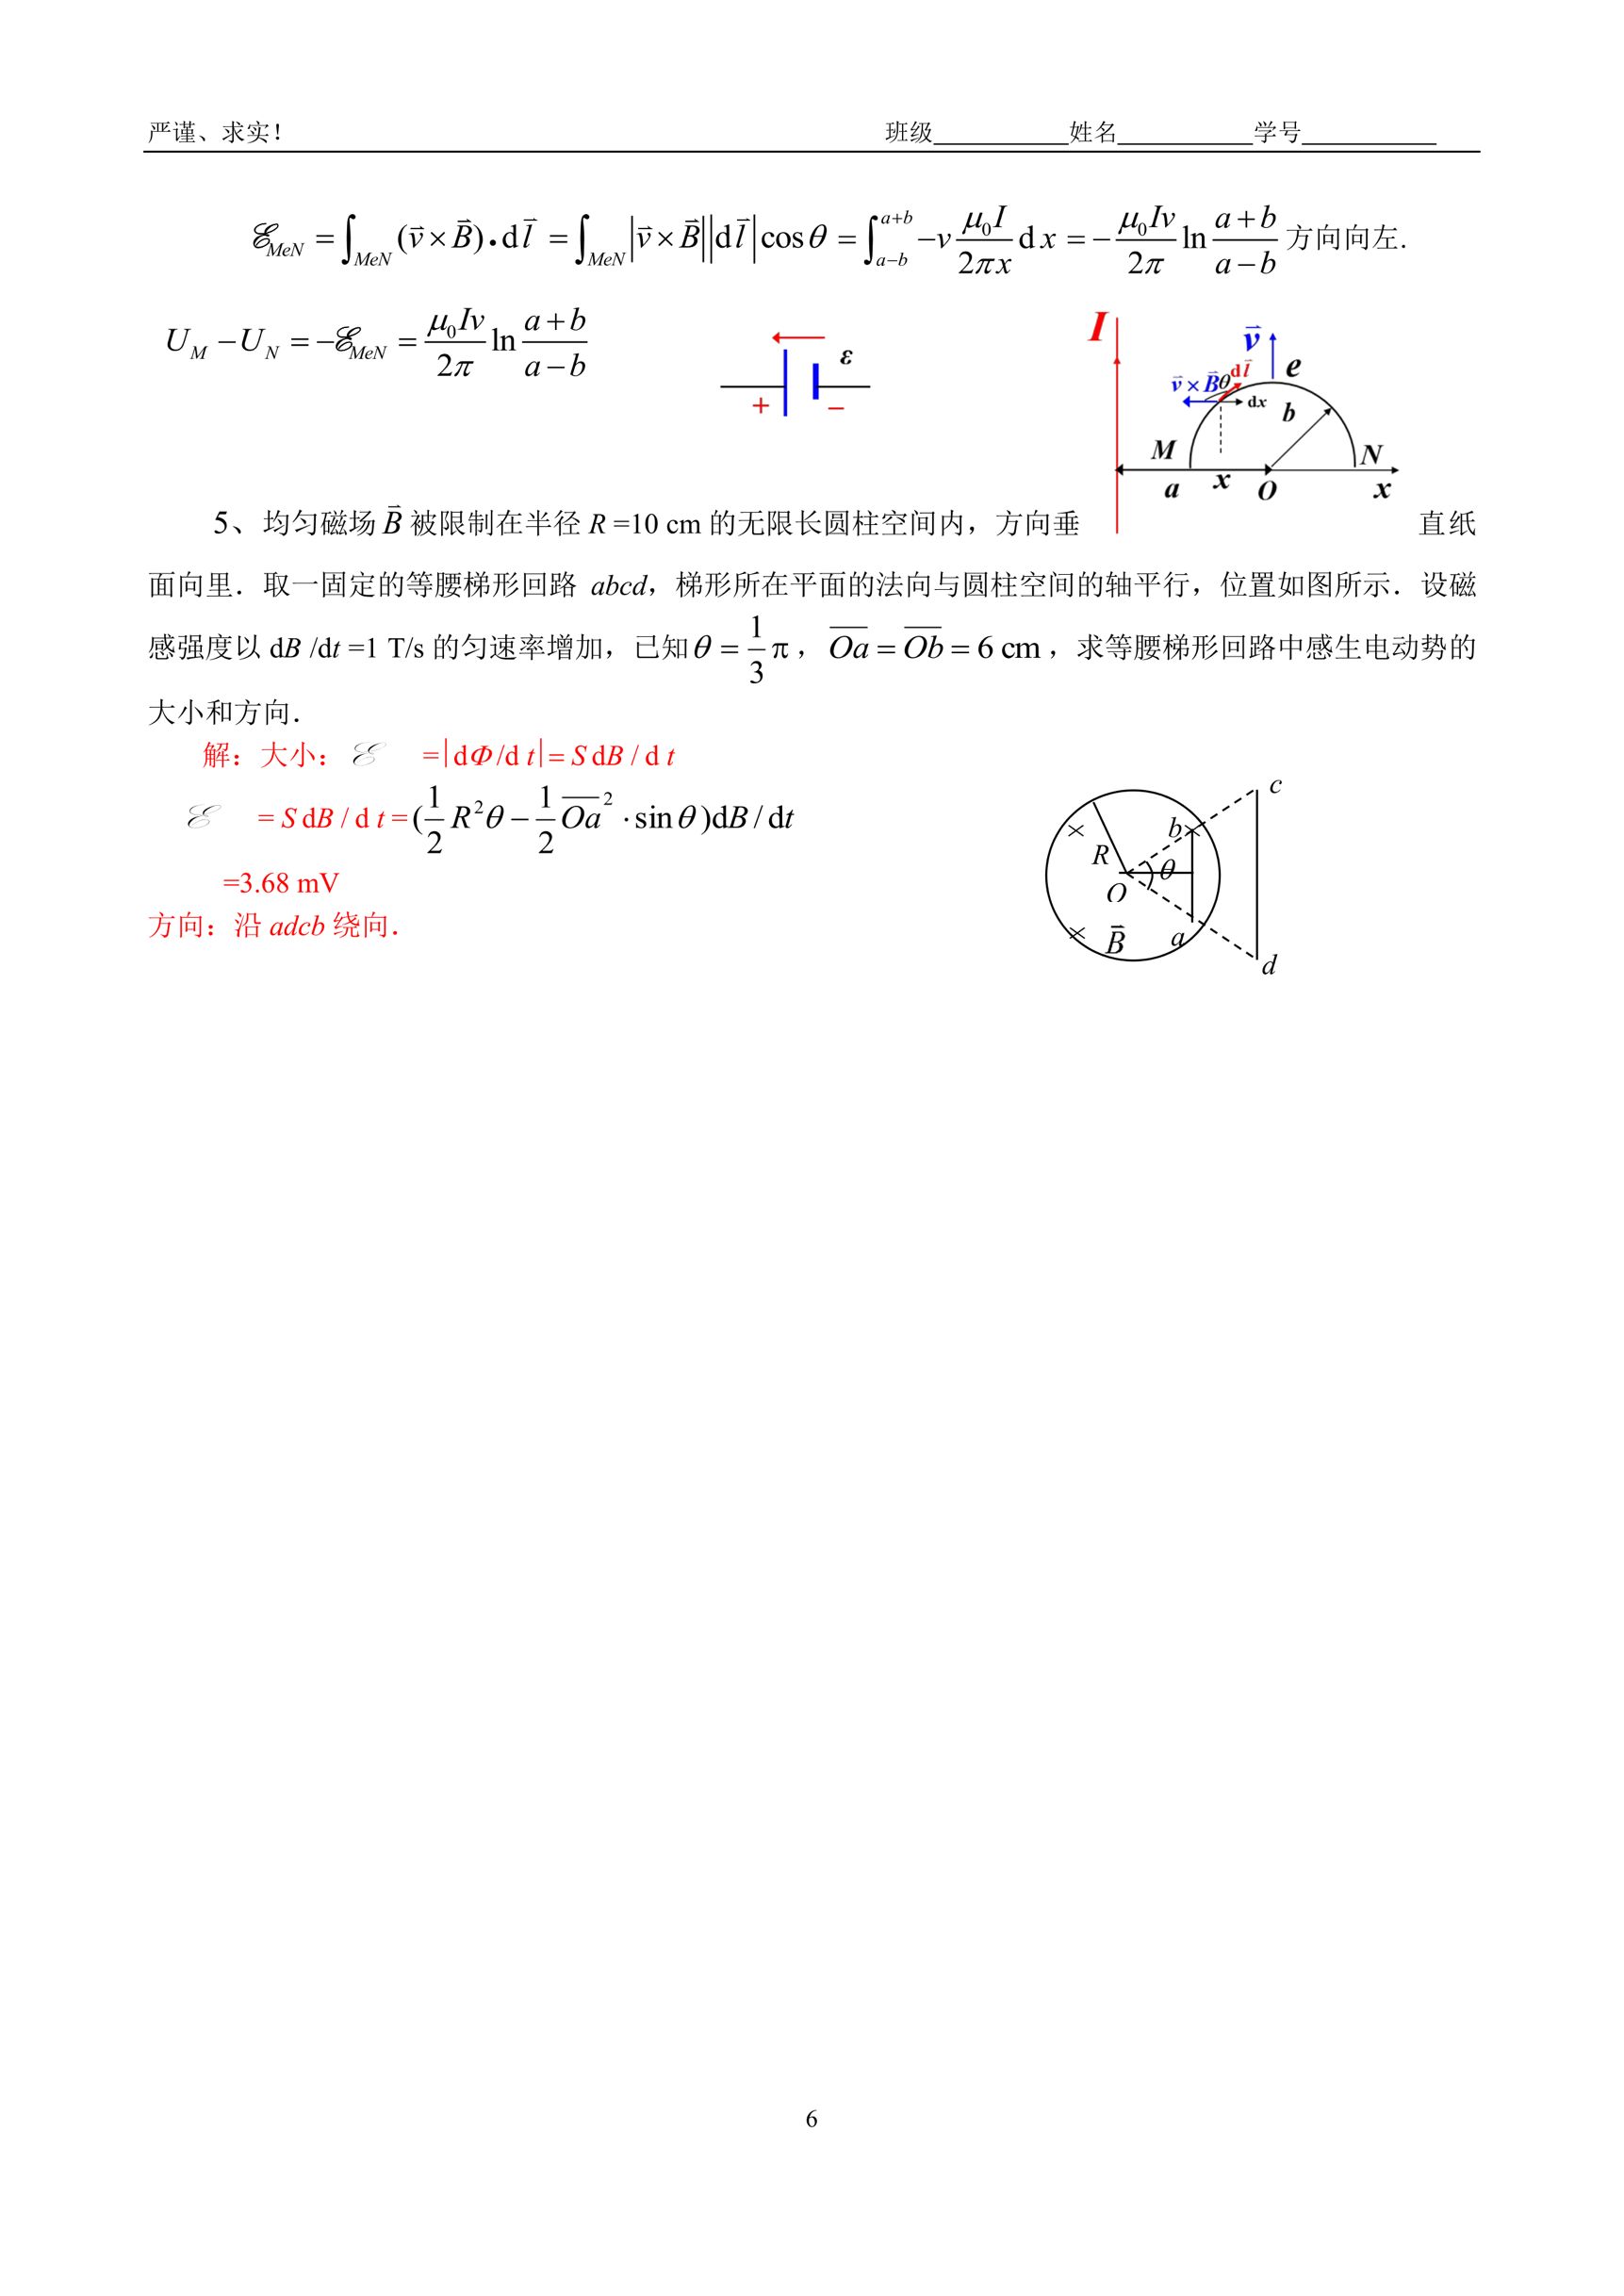 严谨、求实! 班级__________姓名__________学号__________
ℰ_{MeN} = ∫_{MeN} (v⃗×B⃗)•dl⃗ = ∫_{MeN} |v⃗×B⃗||dl⃗|cosθ = ∫_{a−b}^{a+b} −v (μ₀I/2πx) dx = −(μ₀Iv/2π) ln((a+b)/(a−b)) 方向向左.
U_M − U_N = −ℰ_{MeN} = (μ₀Iv/2π) ln((a+b)/(a−b))
ε
+ −
I
v⃗ e
v⃗×B⃗ θ dl⃗
dx b
M N
a x O x
5、均匀磁场B⃗被限制在半径 R =10 cm 的无限长圆柱空间内，方向垂直纸
面向里．取一固定的等腰梯形回路 abcd，梯形所在平面的法向与圆柱空间的轴平行，位置如图所示．设磁
感强度以 dB /dt =1 T/s 的匀速率增加，已知θ = (1/3)π，O̅a̅ = O̅b̅ = 6 cm，求等腰梯形回路中感生电动势的
大小和方向．
解：大小：ℰ =|dΦ/d t|= S dB / d t
ℰ = S dB / d t =((1/2)R²θ − (1/2)O̅a̅² · sinθ)dB/dt
=3.68 mV
方向：沿 adcb 绕向．
c
b
R
θ
O
B⃗ a
d
6